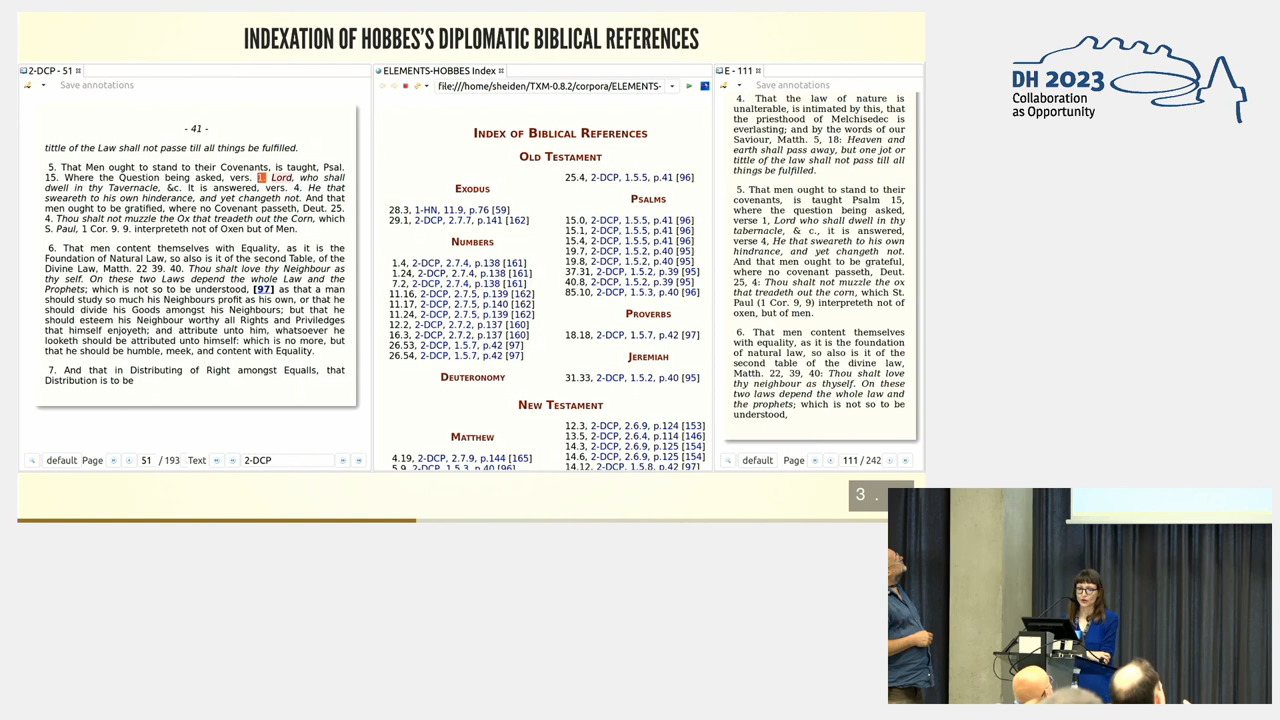 INDEXATION OF HOBBES'S DIPLOMATIC BIBLICAL REFERENCES
2-DCP - 51
Save annotations
- 41 -
tittle of the Law shall not passe till all things be fulfilled.
5. That Men ought to stand to their Covenants, is taught, Psal.
15. Where the Question being asked, vers. 1. Lord, who shall
dwell in thy Tavernacle, &c. It is answered, vers. 4. He that
sweareth to his own hindrance, and yet changeth not. And that
men ought to be gratified, where no Covenant passeth, Deut. 25.
4. Thou shalt not muzzle the Ox that treadeth out the Corn, which
S. Paul, 1 Cor. 9. 9. interpreteth not of Oxen but of Men.
6. That men content themselves with Equality, as it is the
Foundation of Natural Law, so also is it of the second Table, of the
Divine Law, Matth. 22 39. 40. Thou shalt love thy Neighbour as
thy self. On these two Laws depend the whole Law and the
Prophets; which is not so to be understood, [97] as that a man
should study so much his Neighbours profit as his own, or that he
should divide his Goods amongst his Neighbours; but that he
should esteem his Neighbour worthy all Rights and Priviledges
that himself enjoyeth; and attribute unto him, whatsoever he
looketh should be attributed unto himself: which is no more, but
that he should be humble, meek, and content with Equality.
7. And that in Distributing of Right amongst Equalls, that
Distribution is to be
default Page 51 / 193 Text 2-DCP
ELEMENTS-HOBBES Index
file:///home/sheiden/TXM-0.8.2/corpora/ELEMENTS-
INDEX OF BIBLICAL REFERENCES
OLD TESTAMENT
EXODUS
28.3, 1-HN, 11.9, p.76 [59]
29.1, 2-DCP, 2.7.7, p.141 [162]
NUMBERS
1.4, 2-DCP, 2.7.4, p.138 [161]
1.24, 2-DCP, 2.7.4, p.138 [161]
7.2, 2-DCP, 2.7.4, p.138 [161]
11.16, 2-DCP, 2.7.5, p.139 [162]
11.17, 2-DCP, 2.7.5, p.140 [162]
11.24, 2-DCP, 2.7.5, p.139 [162]
12.2, 2-DCP, 2.7.2, p.137 [160]
16.3, 2-DCP, 2.7.2, p.137 [160]
26.53, 2-DCP, 1.5.7, p.42 [97]
26.54, 2-DCP, 1.5.7, p.42 [97]
DEUTERONOMY
25.4, 2-DCP, 1.5.5, p.41 [96]
PSALMS
15.0, 2-DCP, 1.5.5, p.41 [96]
15.1, 2-DCP, 1.5.5, p.41 [96]
15.4, 2-DCP, 1.5.5, p.41 [96]
19.7, 2-DCP, 1.5.2, p.40 [95]
19.8, 2-DCP, 1.5.2, p.40 [95]
37.31, 2-DCP, 1.5.2, p.39 [95]
40.8, 2-DCP, 1.5.2, p.39 [95]
85.10, 2-DCP, 1.5.3, p.40 [96]
PROVERBS
18.18, 2-DCP, 1.5.7, p.42 [97]
JEREMIAH
31.33, 2-DCP, 1.5.2, p.40 [95]
NEW TESTAMENT
MATTHEW
4.19, 2-DCP, 2.7.9, p.144 [165]
5.9, 2-DCP, 1.5.3, p.40 [96]
12.3, 2-DCP, 2.6.9, p.124 [153]
13.5, 2-DCP, 2.6.4, p.114 [146]
14.3, 2-DCP, 2.6.9, p.125 [154]
14.6, 2-DCP, 2.6.9, p.125 [154]
14.12, 2-DCP, 1.5.8, p.42 [97]
E - 111
Save annotations
4. That the law of nature is
unalterable, is intimated by this, that
the priesthood of Melchisedec is
everlasting; and by the words of our
Saviour, Matth. 5, 18: Heaven and
earth shall pass away, but one jot or
tittle of the law shall not pass till all
things be fulfilled.
5. That men ought to stand to their
covenants, is taught Psalm 15,
where the question being asked,
verse 1, Lord who shall dwell in thy
tabernacle, & c., it is answered,
verse 4, He that sweareth to his own
hindrance, and yet changeth not.
And that men ought to be grateful,
where no covenant passeth, Deut.
25, 4: Thou shalt not muzzle the ox
that treadeth out the corn, which St.
Paul (1 Cor. 9, 9) interpreteth not of
oxen, but of men.
6. That men content themselves
with equality, as it is the foundation
of natural law, so also is it of the
second table of the divine law,
Matth. 22, 39, 40: Thou shalt love
thy neighbour as thyself. On these
two laws depend the whole law and
the prophets; which is not so to be
understood,
default Page 111 / 242
3 .
DH 2023
Collaboration
as Opportunity